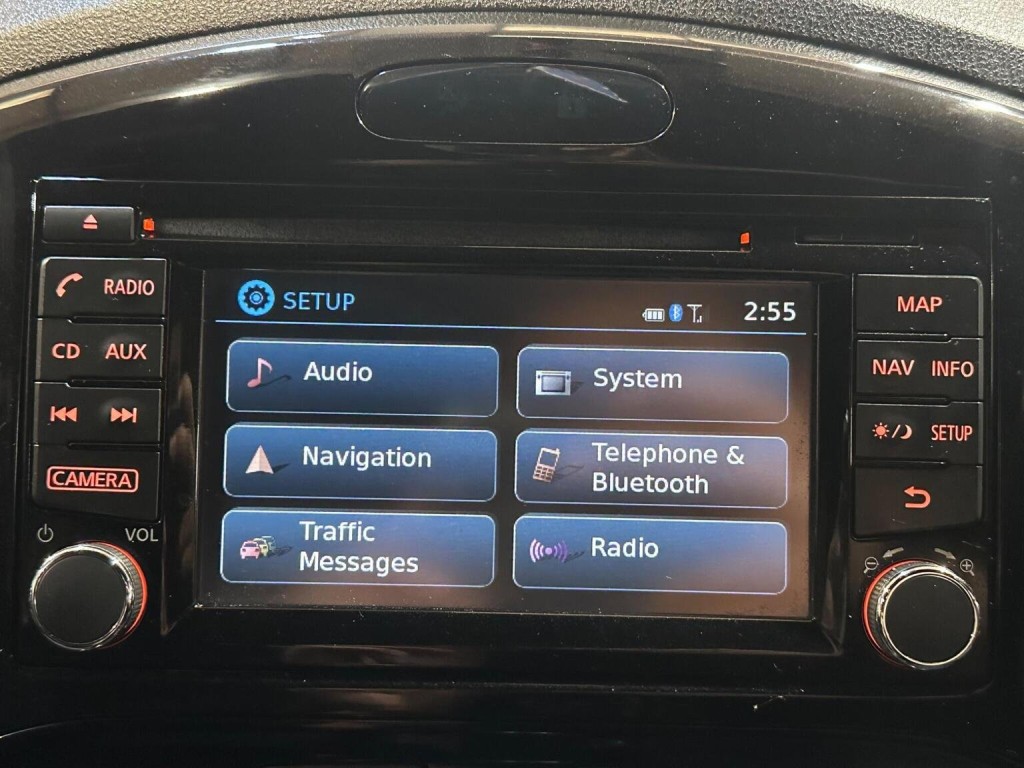 RADIO
CD AUX
CAMERA
VOL
SETUP 2:55
Audio
System
Navigation
Telephone &
Bluetooth
Traffic
Messages
Radio
MAP
NAV INFO
SETUP